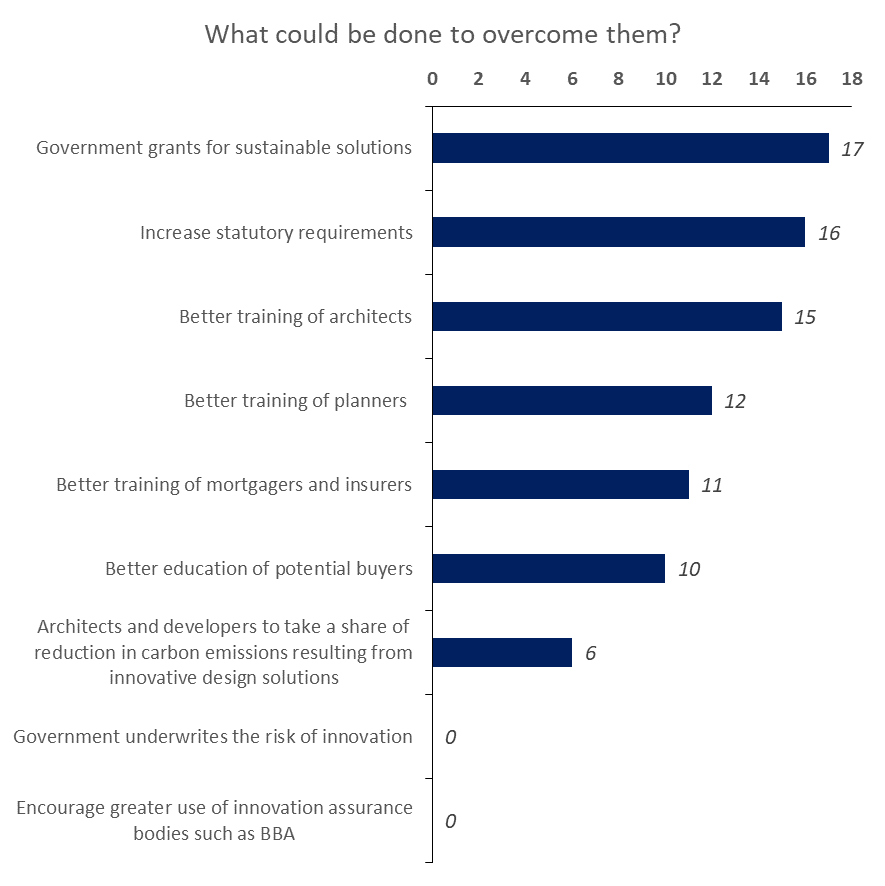 What could be done to overcome them?
0 2 4 6 8 10 12 14 16 18
Government grants for sustainable solutions 17
Increase statutory requirements 16
Better training of architects 15
Better training of planners 12
Better training of mortgagers and insurers 11
Better education of potential buyers 10
Architects and developers to take a share of
reduction in carbon emissions resulting from 6
innovative design solutions
Government underwrites the risk of innovation 0
Encourage greater use of innovation assurance 0
bodies such as BBA